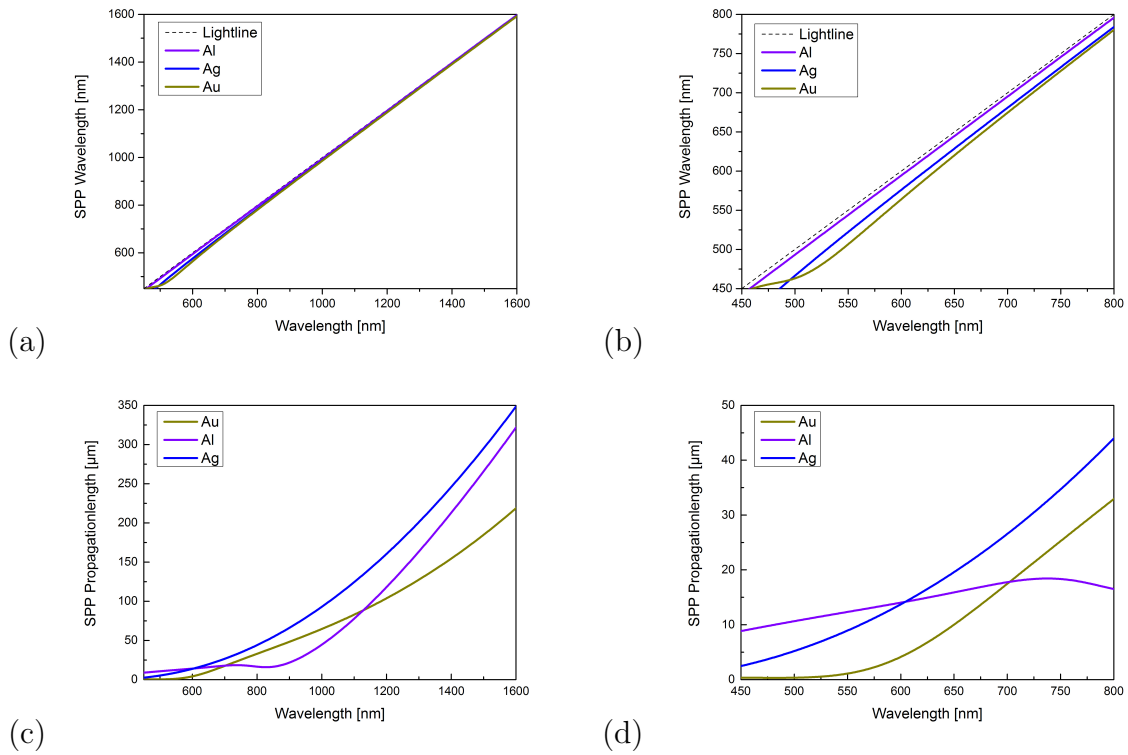 1600
1400
1200
1000
800
600
SPP Wavelength [nm]
Lightline
Al
Ag
Au
600 800 1000 1200 1400 1600
Wavelength [nm]
(a)
800
750
700
650
600
550
500
450
SPP Wavelength [nm]
Lightline
Al
Ag
Au
450 500 550 600 650 700 750 800
Wavelength [nm]
(b)
350
300
250
200
150
100
50
0
SPP Propagationlength [µm]
Au
Al
Ag
600 800 1000 1200 1400 1600
Wavelength [nm]
(c)
50
40
30
20
10
0
SPP Propagationlength [µm]
Au
Al
Ag
450 500 550 600 650 700 750 800
Wavelength [nm]
(d)